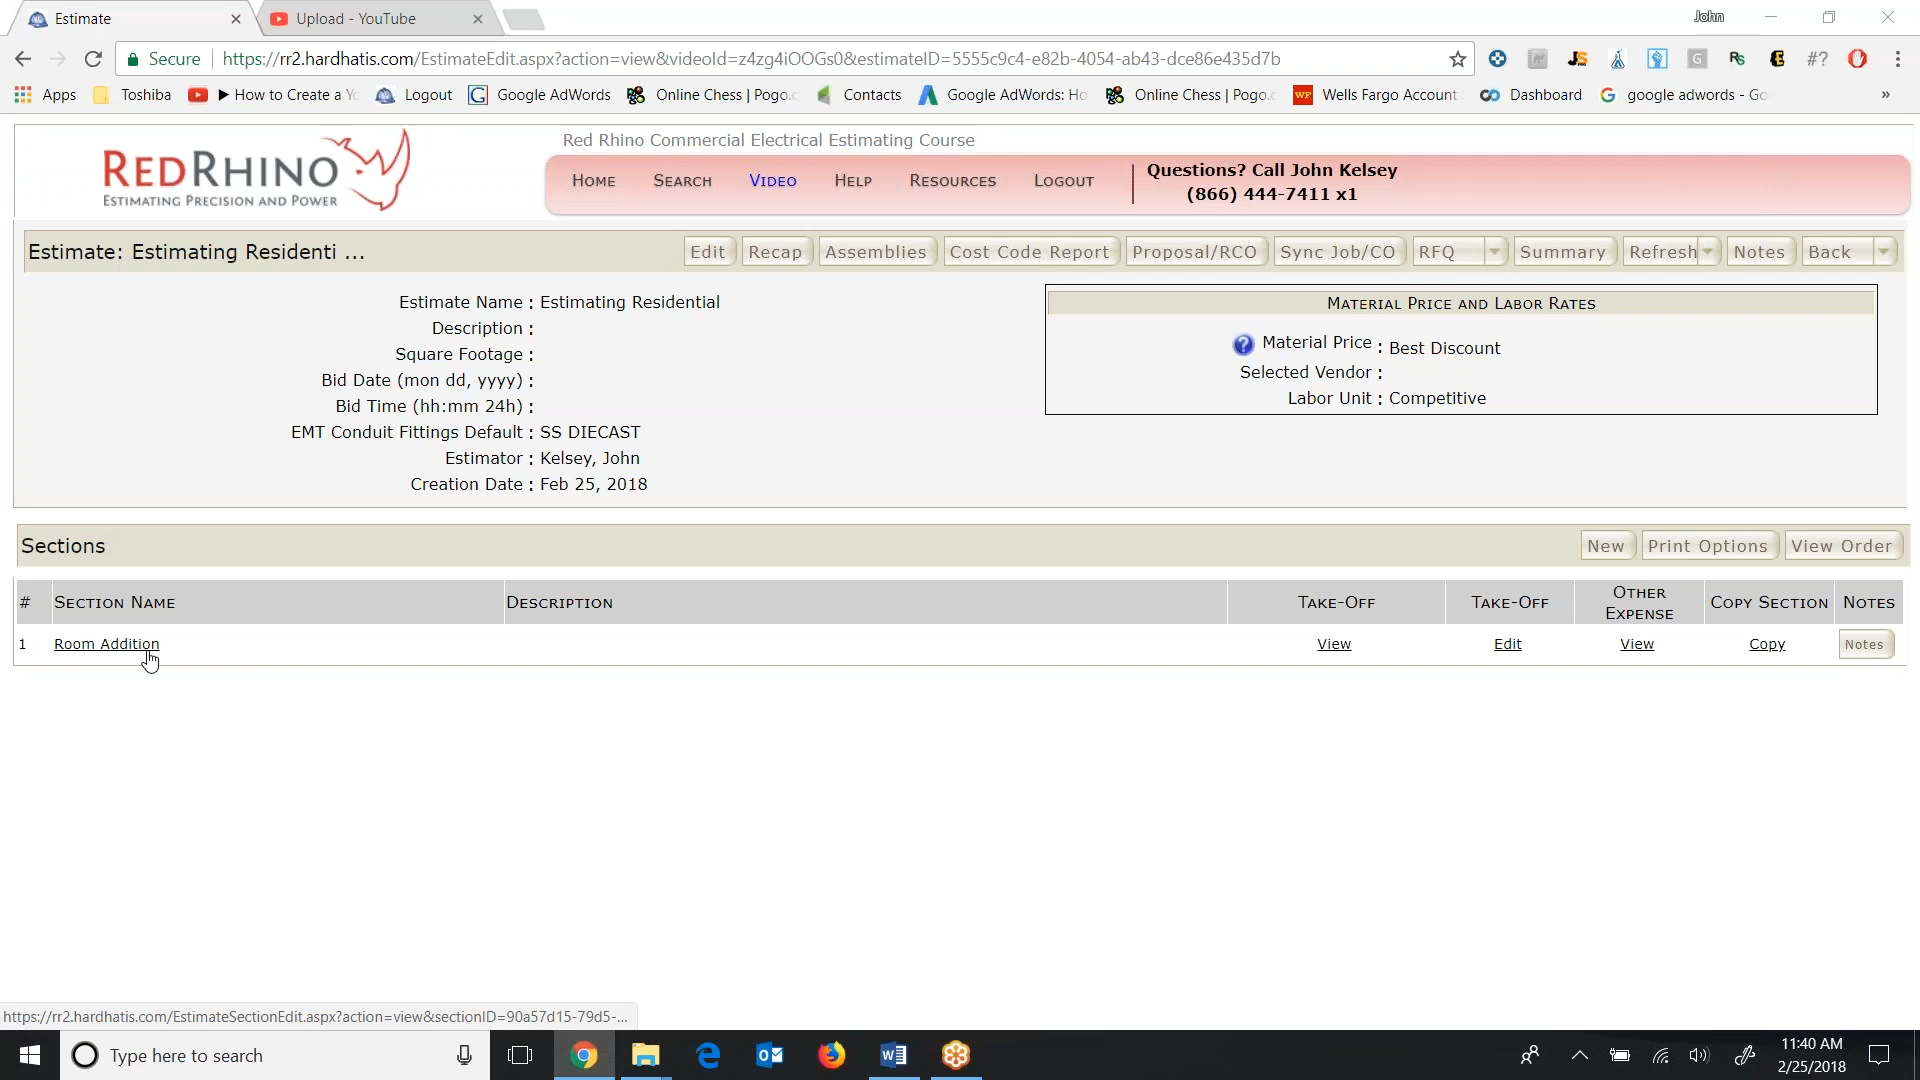 Estimate
Upload - YouTube
John
Secure
https://rr2.hardhatis.com/EstimateEdit.aspx?action=view&videoId=z4zg4iOOGs0&estimateID=5555c9c4-e82b-4054-ab43-dce86e435d7b
Apps
Toshiba
How to Create a Yo
Logout
Google AdWords
Online Chess | Pogo.c
Contacts
Google AdWords: Ho
Online Chess | Pogo.c
Wells Fargo Account
Dashboard
google adwords - Go
»
REDRHINO
ESTIMATING PRECISION AND POWER
Red Rhino Commercial Electrical Estimating Course
HOME
SEARCH
VIDEO
HELP
RESOURCES
LOGOUT
Questions? Call John Kelsey
(866) 444-7411 x1
Estimate: Estimating Residenti ...
Edit
Recap
Assemblies
Cost Code Report
Proposal/RCO
Sync Job/CO
RFQ
Summary
Refresh
Notes
Back
Estimate Name : Estimating Residential
Description :
Square Footage :
Bid Date (mon dd, yyyy) :
Bid Time (hh:mm 24h) :
EMT Conduit Fittings Default : SS DIECAST
Estimator : Kelsey, John
Creation Date : Feb 25, 2018
MATERIAL PRICE AND LABOR RATES
Material Price : Best Discount
Selected Vendor :
Labor Unit : Competitive
Sections
New
Print Options
View Order
# SECTION NAME DESCRIPTION TAKE-OFF TAKE-OFF OTHER EXPENSE COPY SECTION NOTES
1 Room Addition View Edit View Copy Notes
https://rr2.hardhatis.com/EstimateSectionEdit.aspx?action=view&sectionID=90a57d15-79d5-...
Type here to search
11:40 AM
2/25/2018